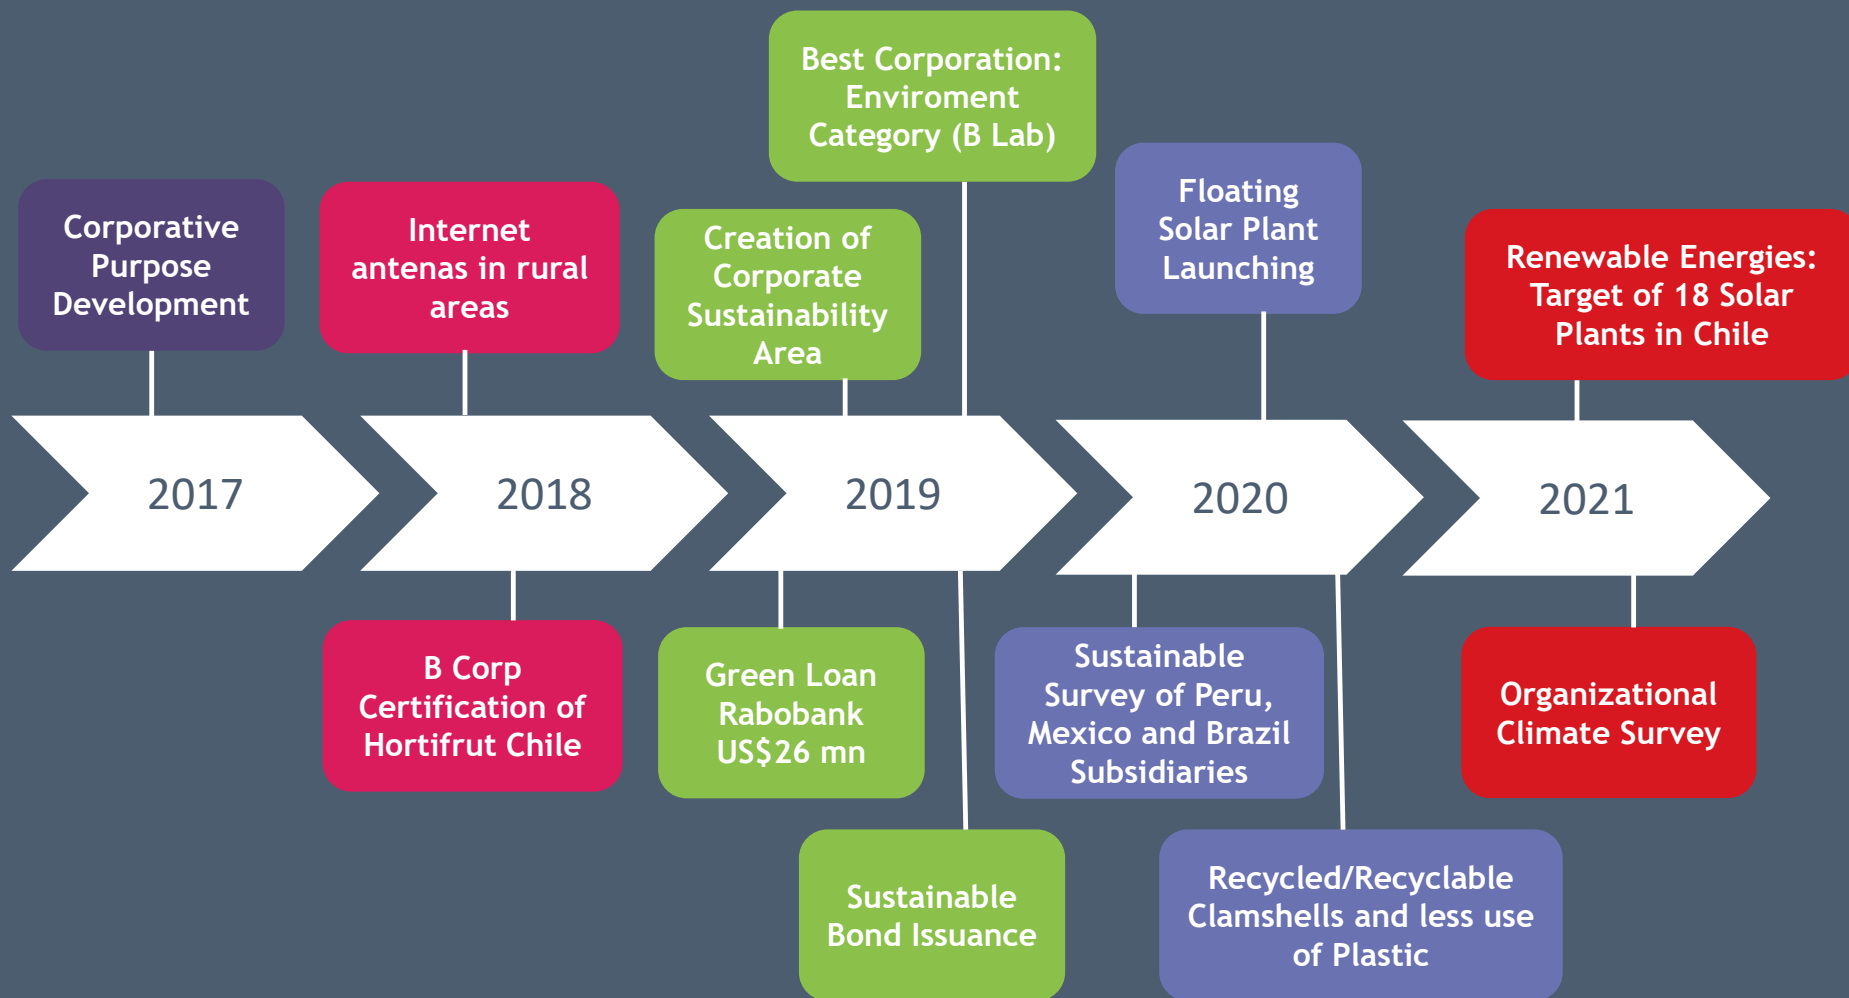 Best Corporation:
Enviroment
Category (B Lab)
Corporative
Purpose
Development
Internet
antenas in rural
areas
Creation of
Corporate
Sustainability
Area
Floating
Solar Plant
Launching
Renewable Energies:
Target of 18 Solar
Plants in Chile
2017
2018
2019
2020
2021
B Corp
Certification of
Hortifrut Chile
Green Loan
Rabobank
US$26 mn
Sustainable
Survey of Peru,
Mexico and Brazil
Subsidiaries
Organizational
Climate Survey
Sustainable
Bond Issuance
Recycled/Recyclable
Clamshells and less use
of Plastic